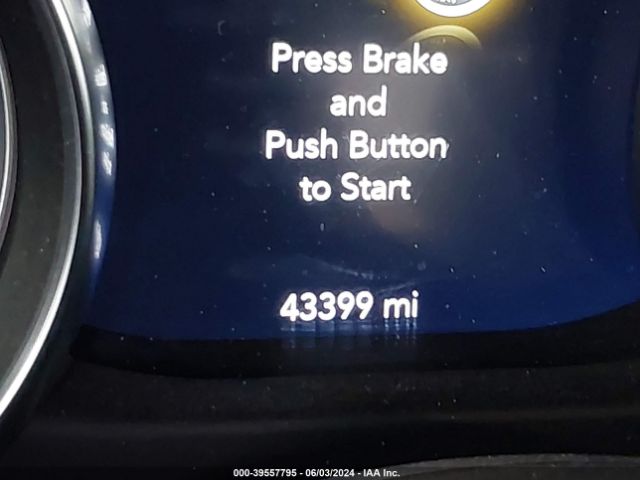 Press Brake
and
Push Button
to Start
43399 mi
000-39557795 - 06/03/2024 - IAA Inc.